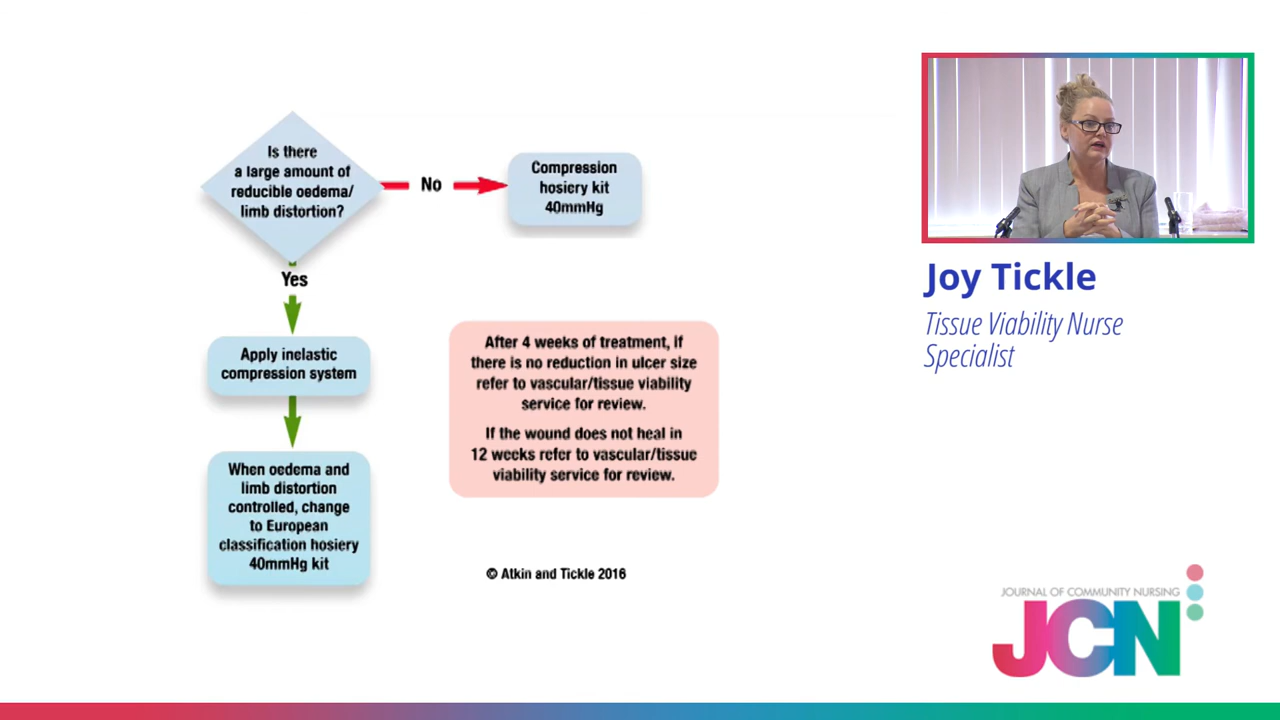 Is there
a large amount of
reducible oedema/
limb distortion?
No
Compression
hosiery kit
40mmHg
Yes
Apply inelastic
compression system
When oedema and
limb distortion
controlled, change
to European
classification hosiery
40mmHg kit
After 4 weeks of treatment, if
there is no reduction in ulcer size
refer to vascular/tissue viability
service for review.
If the wound does not heal in
12 weeks refer to vascular/tissue
viability service for review.
© Atkin and Tickle 2016
Joy Tickle
Tissue Viability Nurse
Specialist
JOURNAL OF COMMUNITY NURSING
JCN